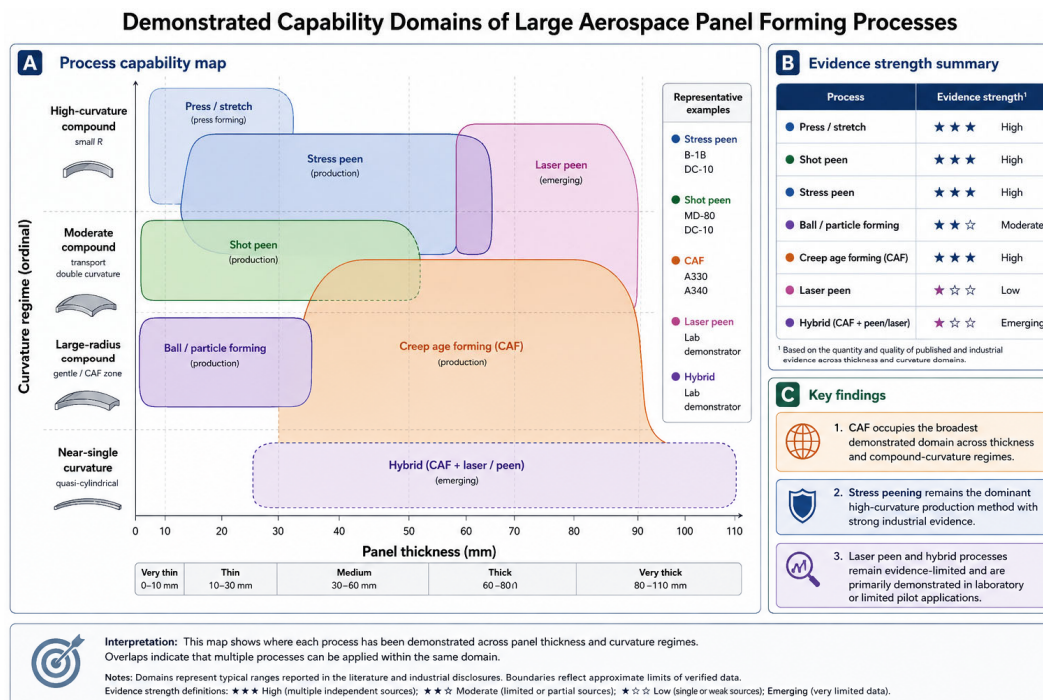 Demonstrated Capability Domains of Large Aerospace Panel Forming Processes
A Process capability map
Curvature regime (ordinal)
High-curvature
compound
small R
Moderate
compound
transport
double curvature
Large-radius
compound
gentle / CAF zone
Near-single
curvature
quasi-cylindrical
Press / stretch
(press forming)
Stress peen
(production)
Laser peen
(emerging)
Shot peen
(production)
Ball / particle forming
(production)
Creep age forming (CAF)
(production)
Hybrid (CAF + laser / peen)
(emerging)
Representative
examples
Stress peen
B-1B
DC-10
Shot peen
MD-80
DC-10
CAF
A330
A340
Laser peen
Lab
demonstrator
Hybrid
Lab
demonstrator
0 10 20 30 40 50 60 70 80 90 100 110
Panel thickness (mm)
Very thin Thin Medium Thick Very thick
0–10 mm 10–30 mm 30–60 mm 60–80 80–110 mm
B Evidence strength summary
Process Evidence strength¹
Press / stretch ★★★ High
Shot peen ★★★ High
Stress peen ★★★ High
Ball / particle forming ★★☆ Moderate
Creep age forming (CAF) ★★★ High
Laser peen ★☆☆ Low
Hybrid (CAF + peen/laser) ★☆☆ Emerging
¹ Based on the quantity and quality of published and industrial
evidence across thickness and curvature domains.
C Key findings
1. CAF occupies the broadest
demonstrated domain across thickness
and compound-curvature regimes.
2. Stress peening remains the dominant
high-curvature production method with
strong industrial evidence.
3. Laser peen and hybrid processes
remain evidence-limited and are
primarily demonstrated in laboratory
or limited pilot applications.
Interpretation: This map shows where each process has been demonstrated across panel thickness and curvature regimes.
Overlaps indicate that multiple processes can be applied within the same domain.
Notes: Domains represent typical ranges reported in the literature and industrial disclosures. Boundaries reflect approximate limits of verified data.
Evidence strength definitions: ★★★ High (multiple independent sources); ★★☆ Moderate (limited or partial sources); ★☆☆ Low (single or weak sources); Emerging (very limited data).